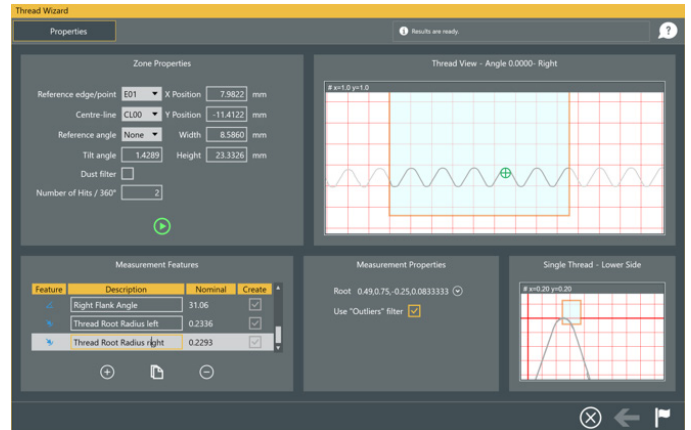 Thread Wizard
Properties
Results are ready.
?
Zone Properties
Reference edge/point E01 X Position 7.9822 mm
Centre-line CL00 Y Position -11.4122 mm
Reference angle None Width 8.5860 mm
Tilt angle 1.4289 Height 23.3326 mm
Dust filter
Number of Hits / 360° 2
Thread View - Angle 0.0000- Right
# x=1.0 y=1.0
Measurement Features
Feature Description Nominal Create
Right Flank Angle 31.06
Thread Root Radius left 0.2336
Thread Root Radius right 0.2293
Measurement Properties
Root 0.49,0.75,-0.25,0.0833333
Use "Outliers" filter
Single Thread - Lower Side
# x=0.20 y=0.20